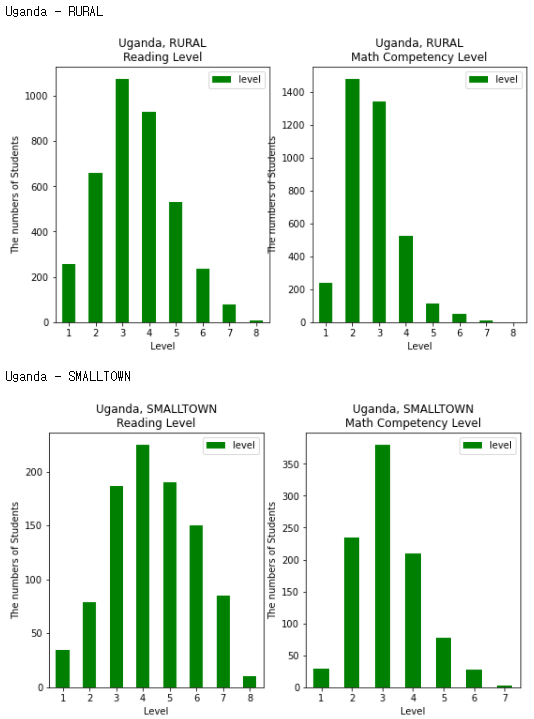 Uganda - RURAL
Uganda, RURAL
Reading Level
Uganda, RURAL
Math Competency Level
level
level
The numbers of Students
1000
800
600
400
200
0
1 2 3 4 5 6 7 8
Level
The numbers of Students
1400
1200
1000
800
600
400
200
0
1 2 3 4 5 6 7 8
Level
Uganda - SMALLTOWN
Uganda, SMALLTOWN
Reading Level
Uganda, SMALLTOWN
Math Competency Level
level
level
The numbers of Students
200
150
100
50
0
1 2 3 4 5 6 7 8
Level
The numbers of Students
350
300
250
200
150
100
50
0
1 2 3 4 5 6 7
Level